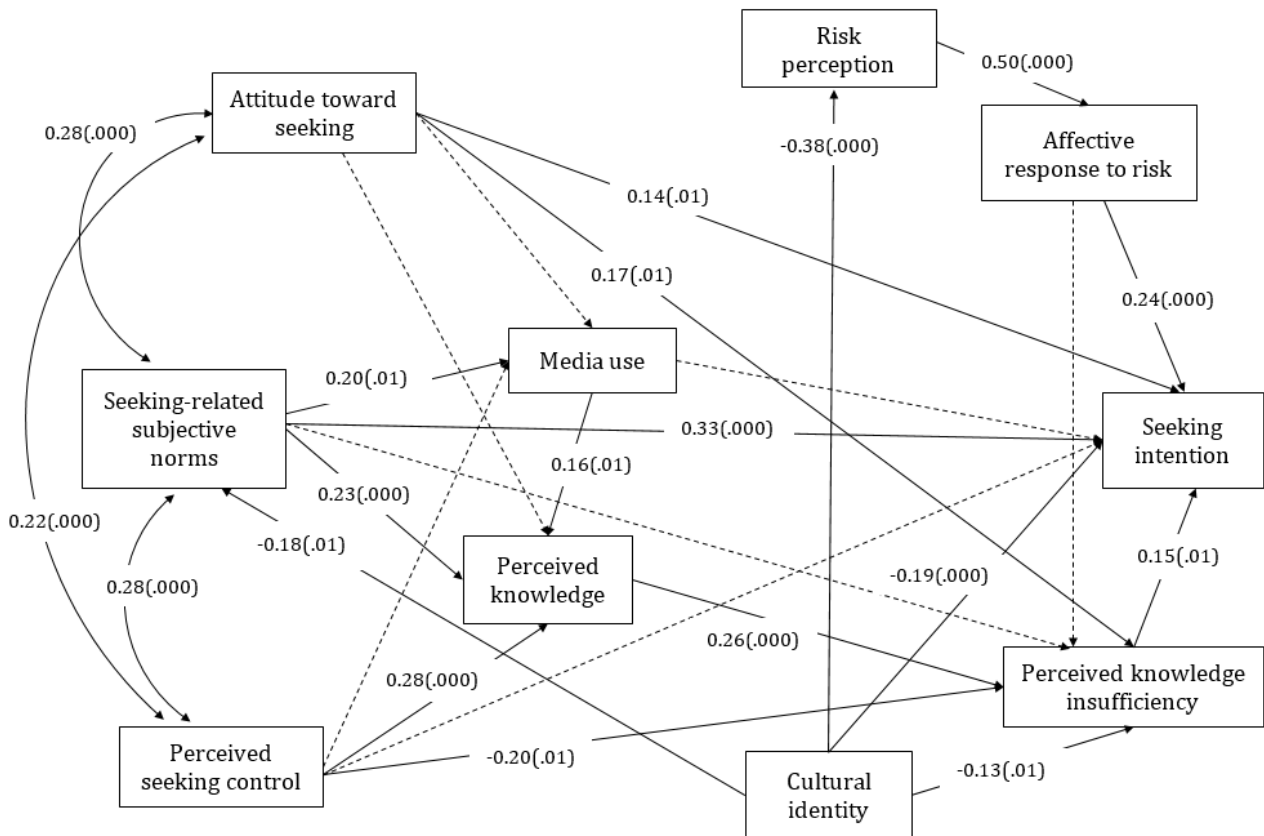 Risk
perception
0.50(.000)
Attitude toward
seeking
0.28(.000)
-0.38(.000)
Affective
response to risk
0.14(.01)
0.17(.01)
0.24(.000)
Media use
0.20(.01)
Seeking-related
subjective
norms
0.33(.000)
Seeking
intention
0.16(.01)
0.23(.000)
0.22(.000)
-0.18(.01)
0.15(.01)
Perceived
knowledge
-0.19(.000)
0.28(.000)
0.26(.000)
Perceived knowledge
insufficiency
0.28(.000)
Perceived
seeking control
-0.20(.01)
Cultural
identity
-0.13(.01)